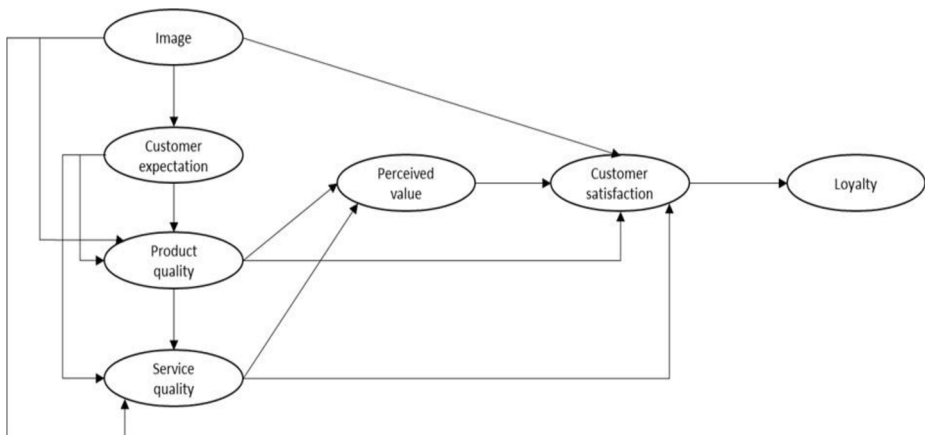 Image
Customer
expectation
Perceived
value
Customer
satisfaction
Loyalty
Product
quality
Service
quality